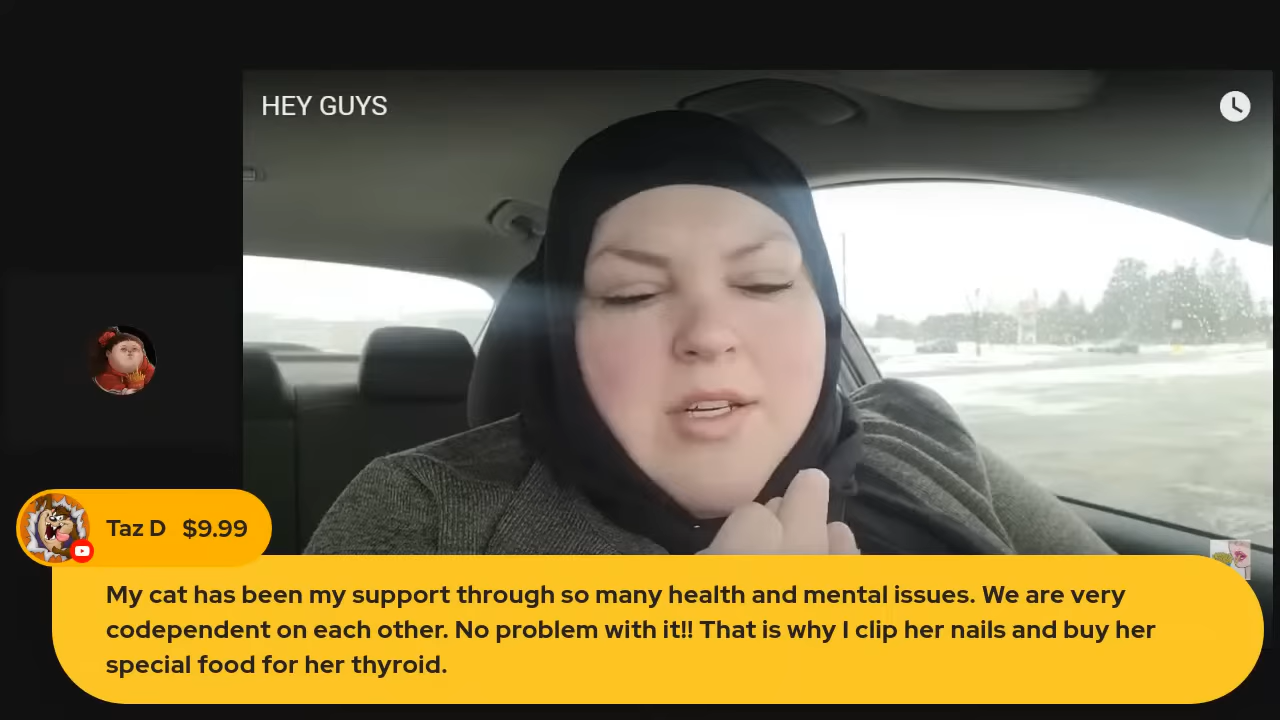 HEY GUYS
Taz D $9.99
My cat has been my support through so many health and mental issues. We are very
codependent on each other. No problem with it!! That is why I clip her nails and buy her
special food for her thyroid.